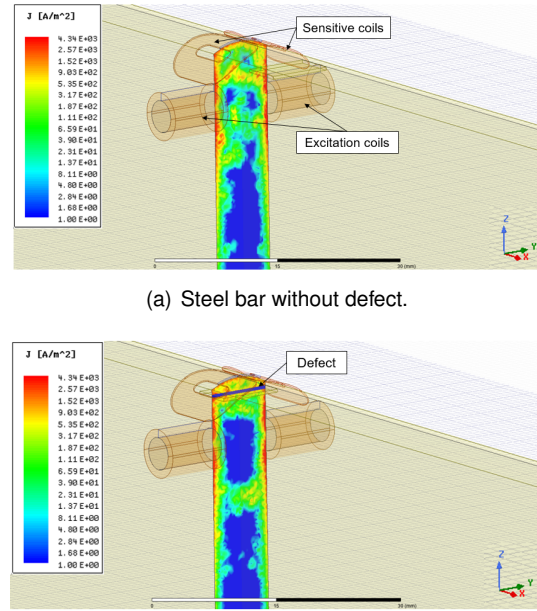 J [A/m^2]
4.34E+03
2.57E+03
1.52E+03
9.03E+02
5.35E+02
3.17E+02
1.87E+02
1.11E+02
6.59E+01
3.90E+01
2.31E+01
1.37E+01
8.11E+00
4.80E+00
2.84E+00
1.68E+00
1.00E+00
Sensitive coils
Excitation coils
Z
Y
X
0 15 30 (mm)
(a) Steel bar without defect.
J [A/m^2]
4.34E+03
2.57E+03
1.52E+03
9.03E+02
5.35E+02
3.17E+02
1.87E+02
1.11E+02
6.59E+01
3.90E+01
2.31E+01
1.37E+01
8.11E+00
4.80E+00
2.84E+00
1.68E+00
1.00E+00
Defect
Z
Y
X
0 15 30 (mm)